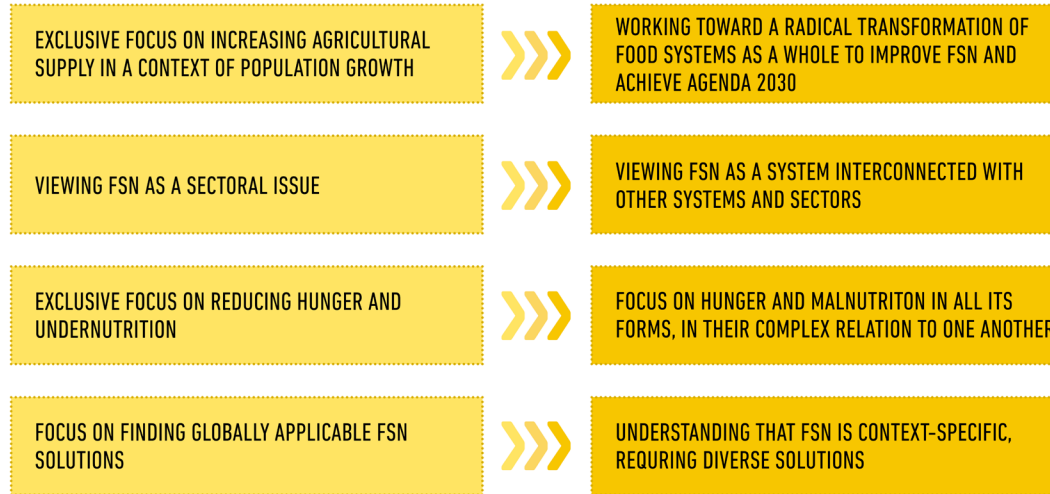 EXCLUSIVE FOCUS ON INCREASING AGRICULTURAL
SUPPLY IN A CONTEXT OF POPULATION GROWTH
WORKING TOWARD A RADICAL TRANSFORMATION OF
FOOD SYSTEMS AS A WHOLE TO IMPROVE FSN AND
ACHIEVE AGENDA 2030
VIEWING FSN AS A SECTORAL ISSUE
VIEWING FSN AS A SYSTEM INTERCONNECTED WITH
OTHER SYSTEMS AND SECTORS
EXCLUSIVE FOCUS ON REDUCING HUNGER AND
UNDERNUTRITION
FOCUS ON HUNGER AND MALNUTRITON IN ALL ITS
FORMS, IN THEIR COMPLEX RELATION TO ONE ANOTHER
FOCUS ON FINDING GLOBALLY APPLICABLE FSN
SOLUTIONS
UNDERSTANDING THAT FSN IS CONTEXT-SPECIFIC,
REQURING DIVERSE SOLUTIONS